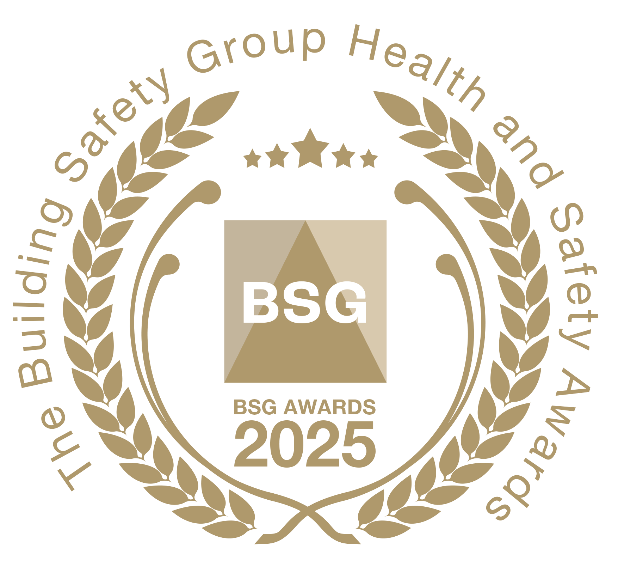 The Building Safety Group Health and Safety Awards
BSG
BSG AWARDS
2025